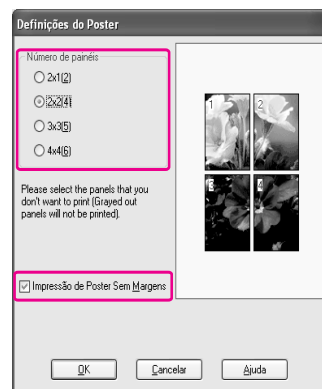 Definições do Poster
Número de painéis
2x1(2)
2x2(4)
3x3(5)
4x4(6)
1
2
3
4
Please select the panels that you
don't want to print (Grayed out
panels will not be printed).
Impressão de Poster Sem Margens
OK
Cancelar
Ajuda